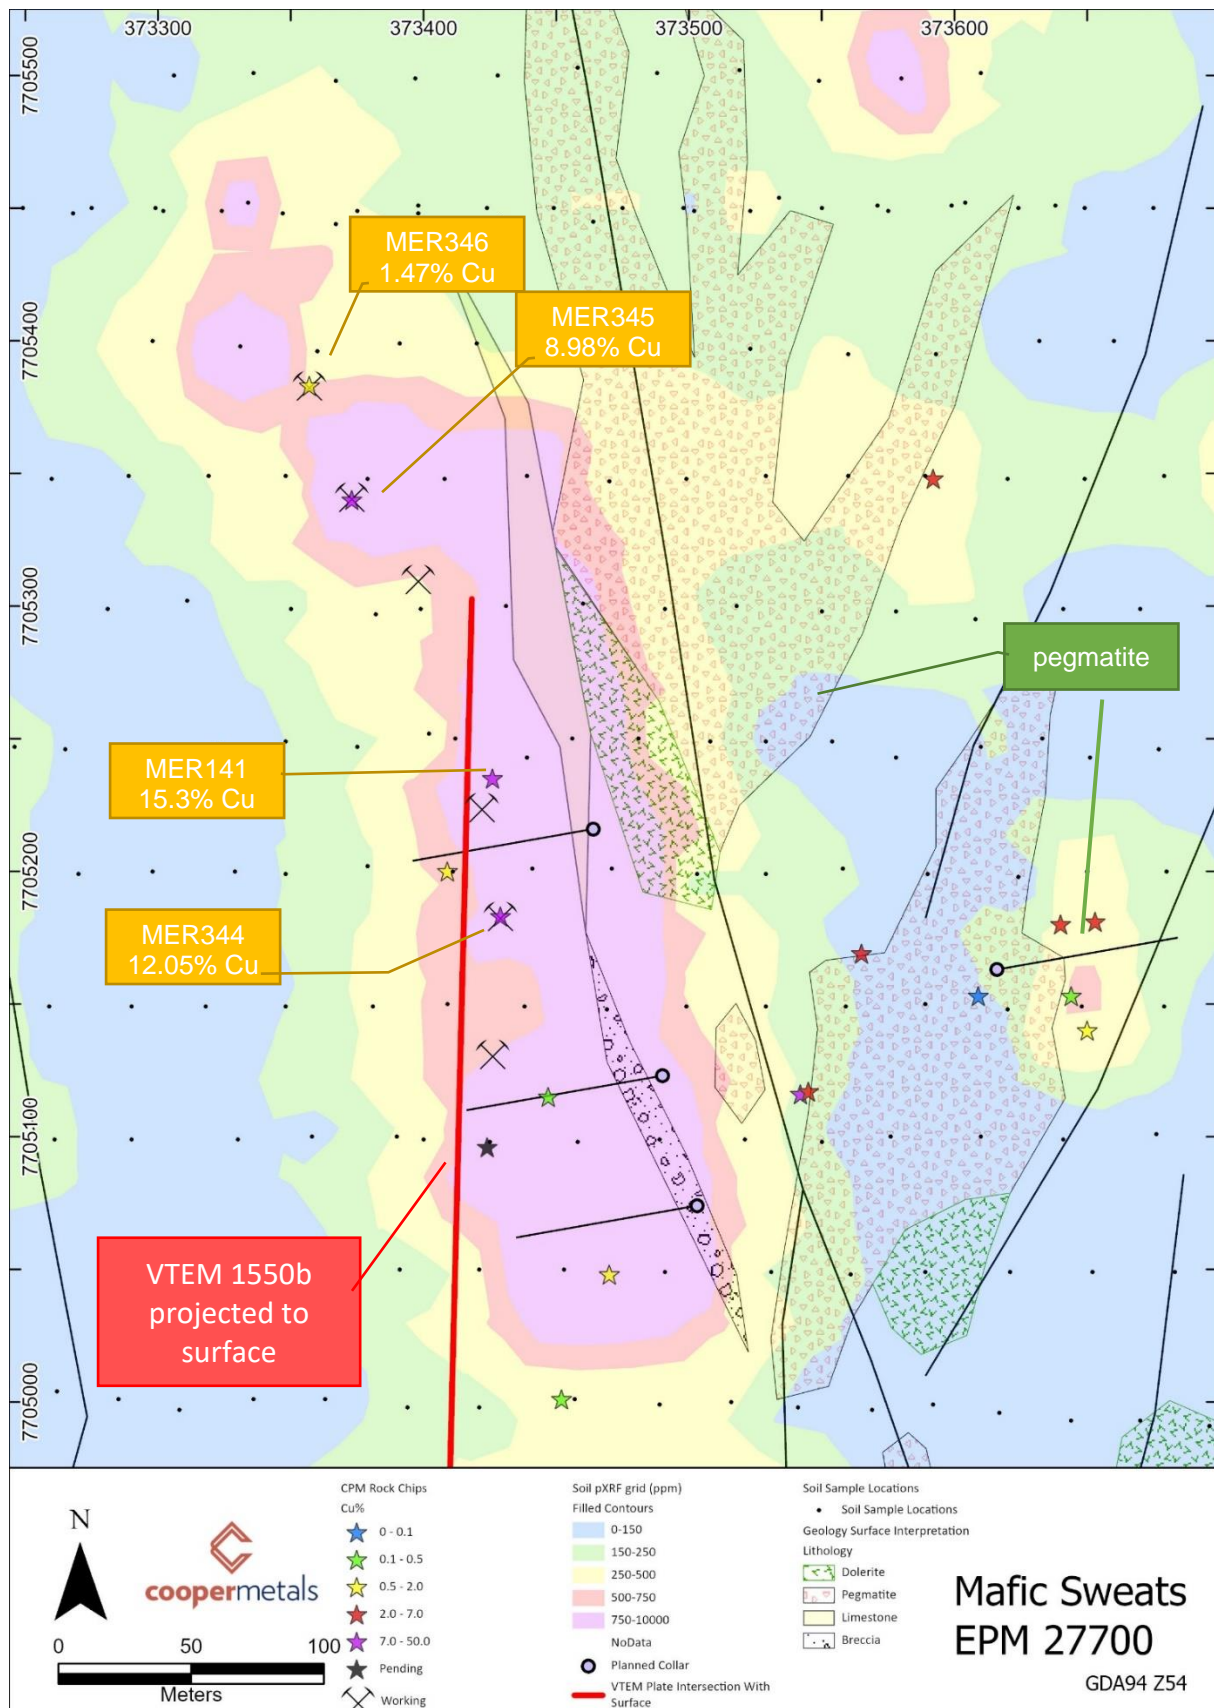 373300
373400
373500
373600
7705500
7705400
7705300
7705200
7705100
7705000
MER346
1.47% Cu
MER345
8.98% Cu
pegmatite
MER141
15.3% Cu
MER344
12.05% Cu
VTEM 1550b
projected to
surface
N
coopermetals
0
50
100
Meters
CPM Rock Chips
Cu%
0 - 0.1
0.1 - 0.5
0.5 - 2.0
2.0 - 7.0
7.0 - 50.0
Pending
Working
Soil pXRF grid (ppm)
Filled Contours
0-150
150-250
250-500
500-750
750-10000
NoData
Planned Collar
VTEM Plate Intersection With
Surface
Soil Sample Locations
Soil Sample Locations
Geology Surface Interpretation
Lithology
Dolerite
Pegmatite
Limestone
Breccia
Mafic Sweats
EPM 27700
GDA94 Z54